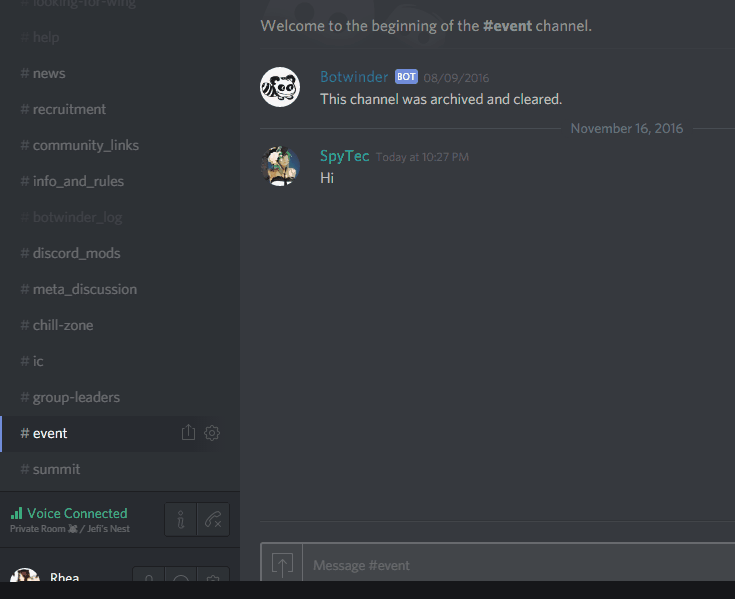 # looking-for-wing
# help
# news
# recruitment
# community_links
# info_and_rules
# botwinder_log
# discord_mods
# meta_discussion
# chill-zone
# ic
# group-leaders
# event
# summit
Voice Connected
Private Room / Jefi's Nest
Rhea
Welcome to the beginning of the #event channel.
Botwinder BOT 08/09/2016
This channel was archived and cleared.
November 16, 2016
SpyTec Today at 10:27 PM
Hi
Message #event